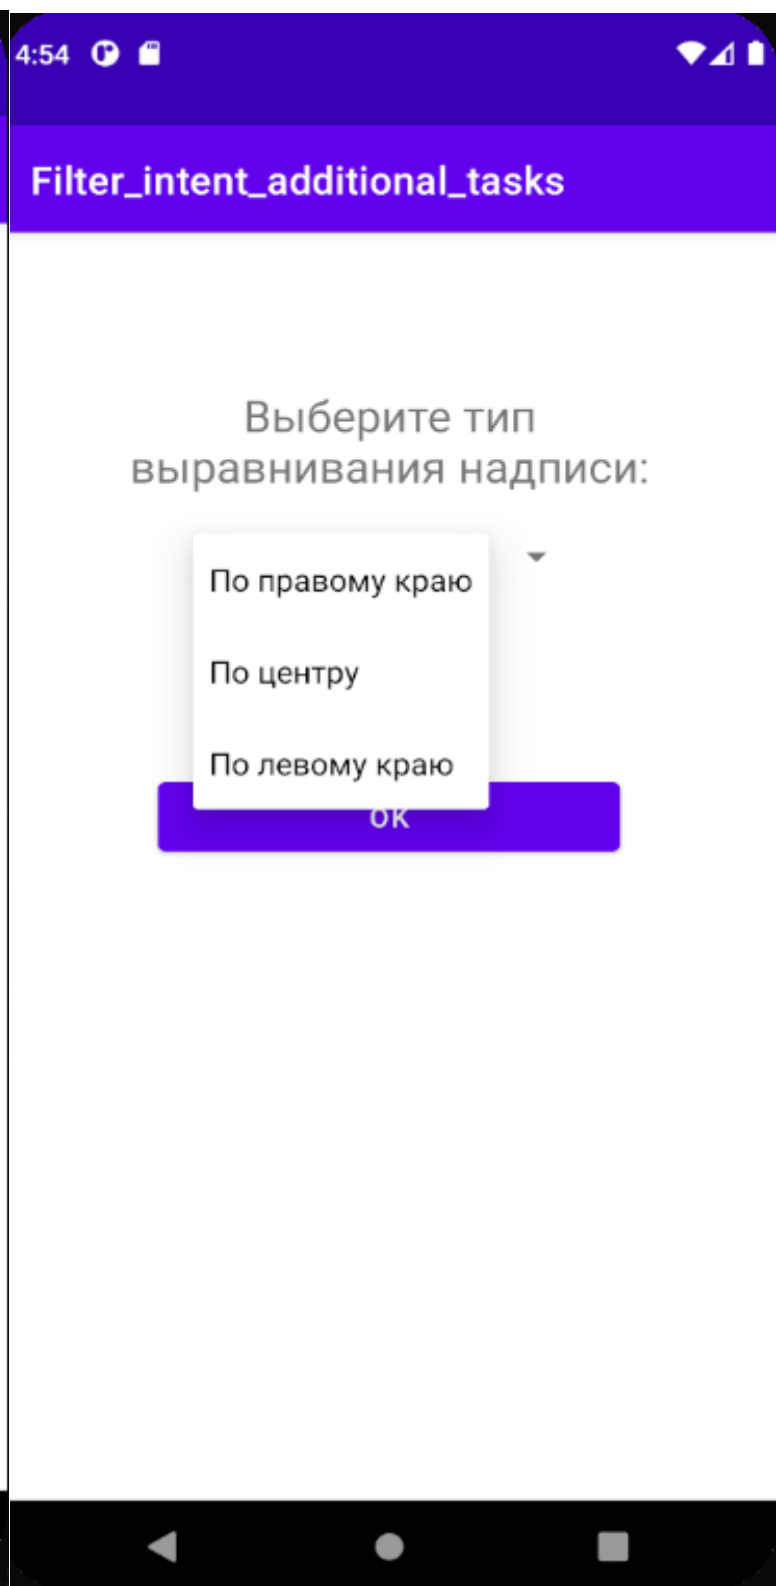 4:54
Filter_intent_additional_tasks
Выберите тип
выравнивания надписи:
По правому краю
По центру
По левому краю
ОК